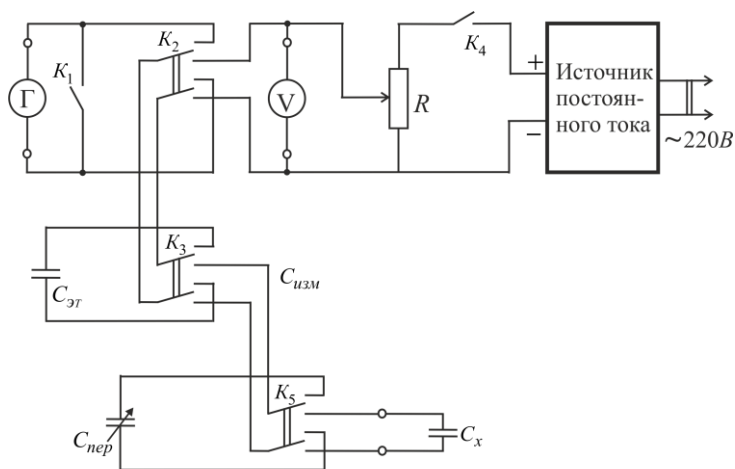 K₂
K₄
K₁
Г
V
R
+
−
Источник
постоян-
ного тока
~220В
K₃
Cэт
Cизм
K₅
Cпер
Cx